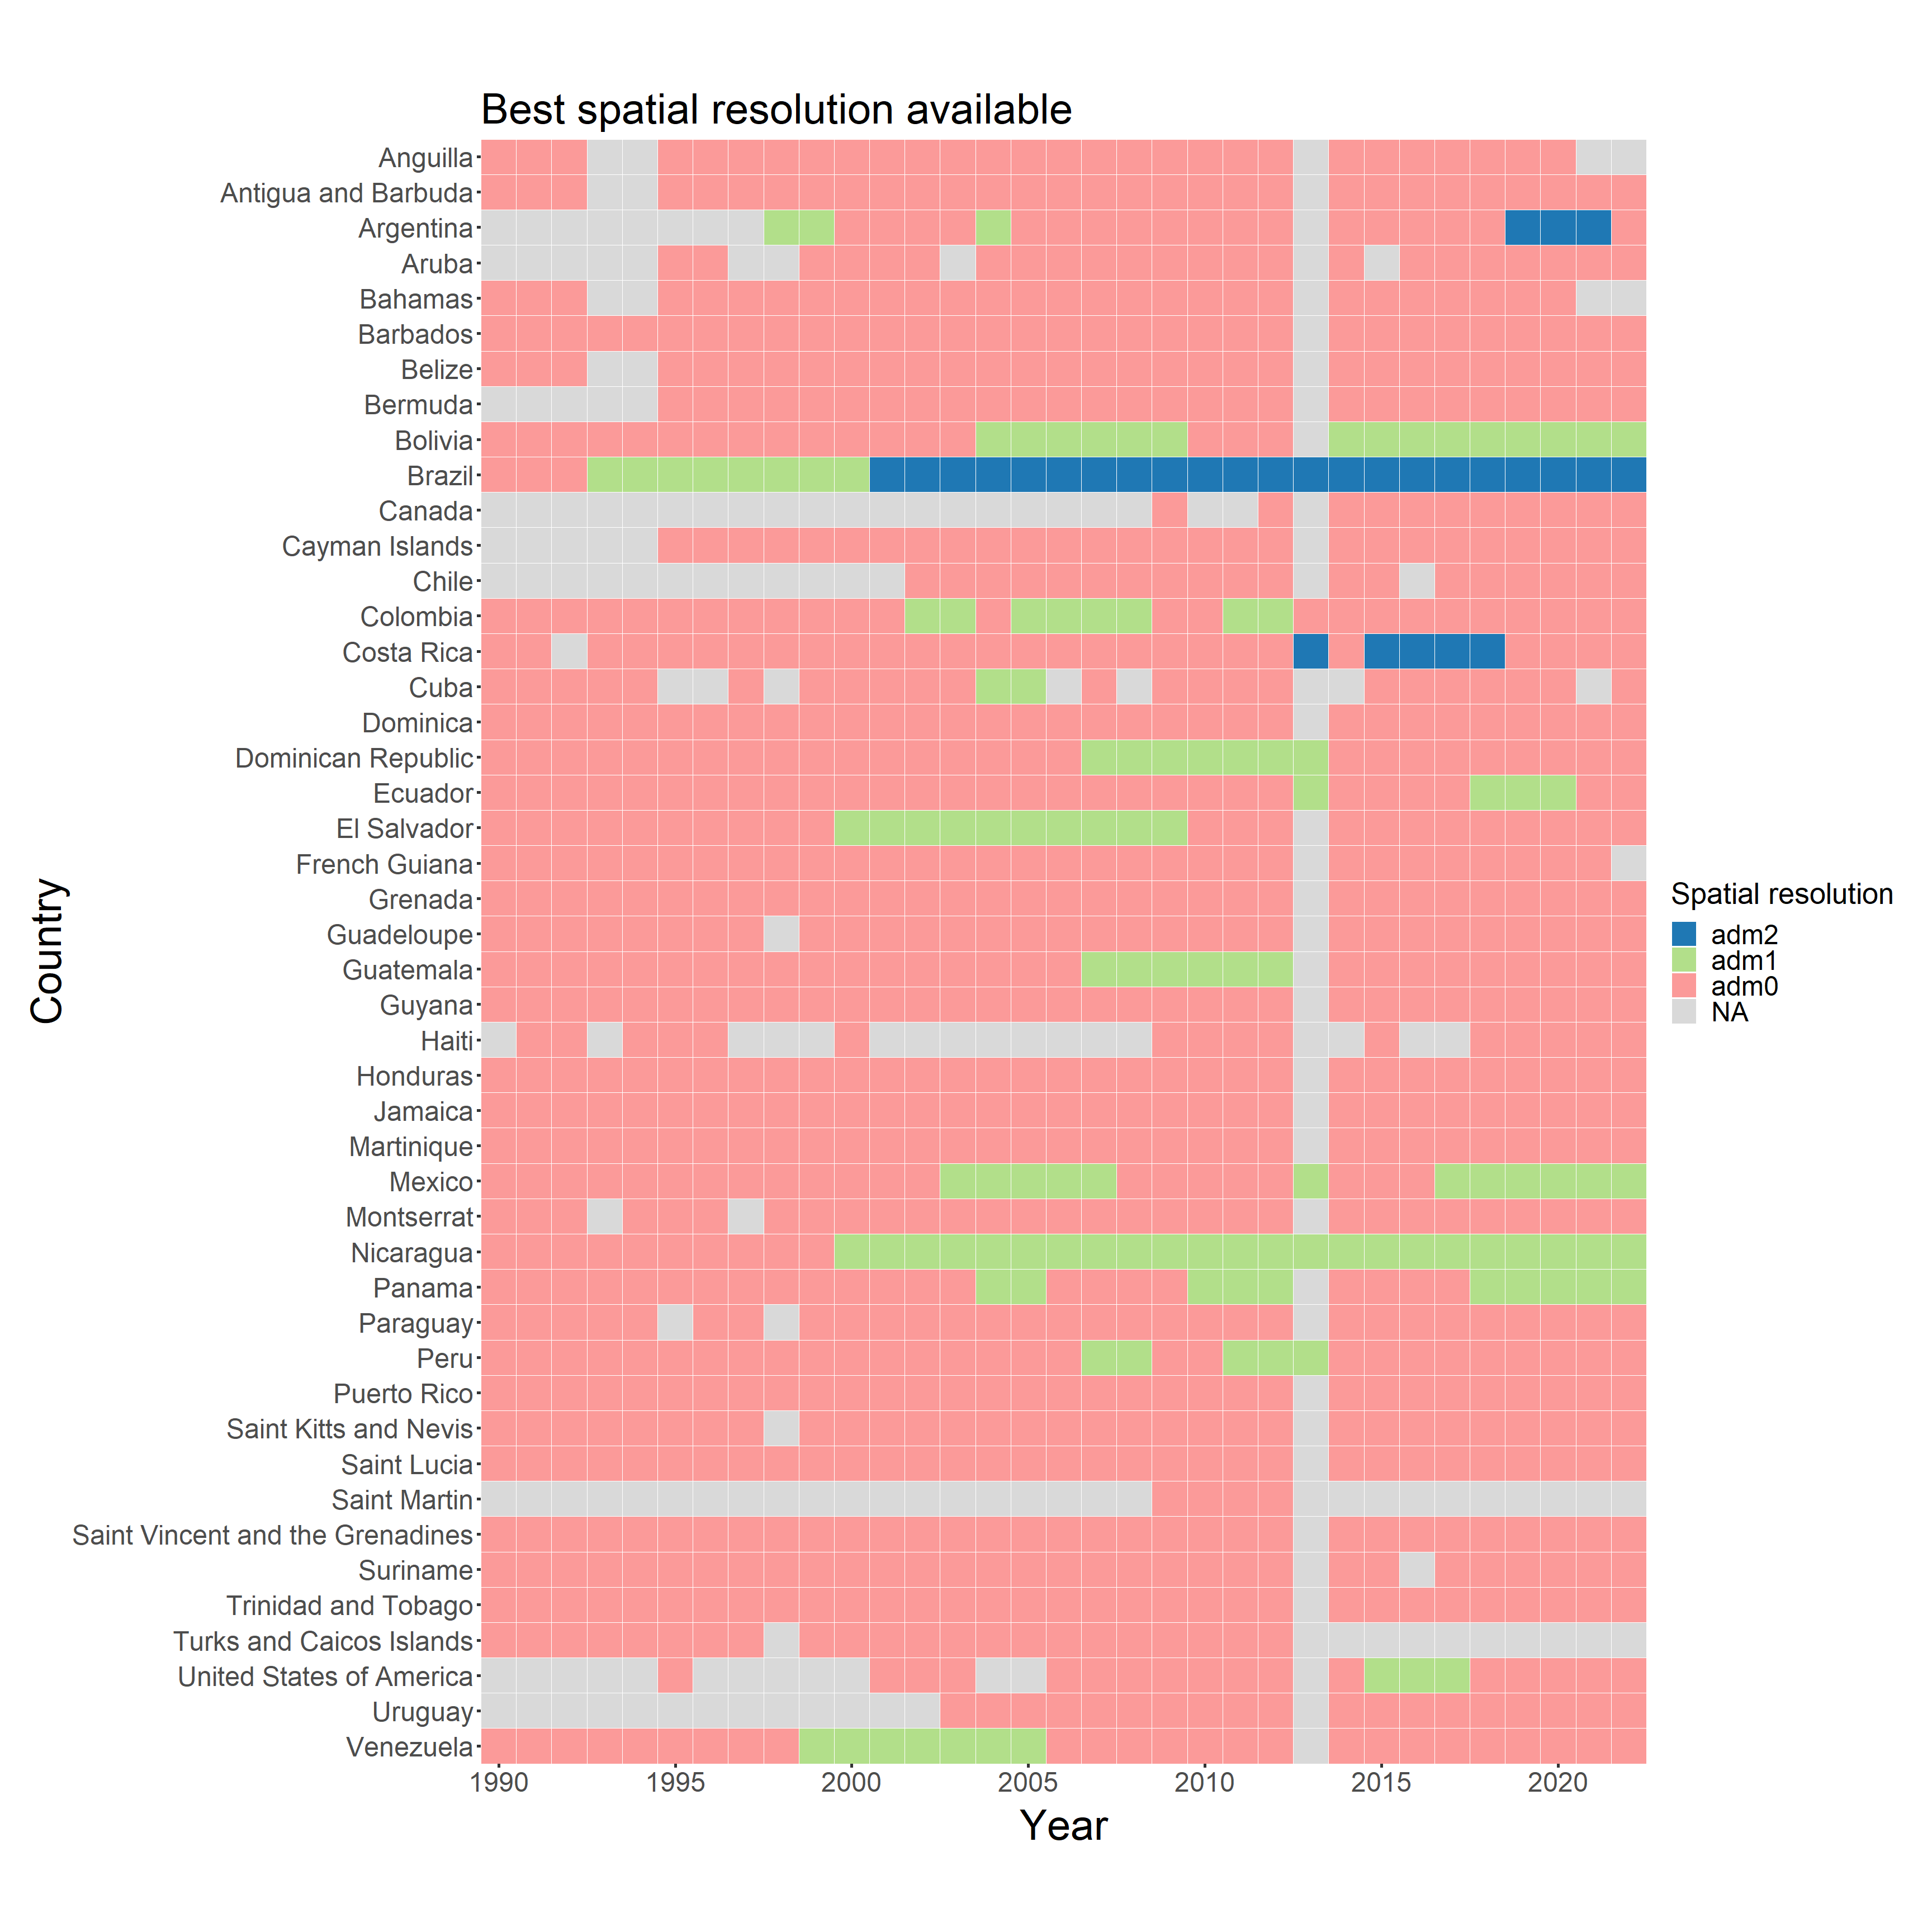 Best spatial resolution available
Anguilla
Antigua and Barbuda
Argentina
Aruba
Bahamas
Barbados
Belize
Bermuda
Bolivia
Brazil
Canada
Cayman Islands
Chile
Colombia
Costa Rica
Cuba
Dominica
Dominican Republic
Ecuador
El Salvador
French Guiana
Grenada
Guadeloupe
Guatemala
Guyana
Haiti
Honduras
Jamaica
Martinique
Mexico
Montserrat
Nicaragua
Panama
Paraguay
Peru
Puerto Rico
Saint Kitts and Nevis
Saint Lucia
Saint Martin
Saint Vincent and the Grenadines
Suriname
Trinidad and Tobago
Turks and Caicos Islands
United States of America
Uruguay
Venezuela
1990 1995 2000 2005 2010 2015 2020
Year
Country
Spatial resolution
adm2
adm1
adm0
NA